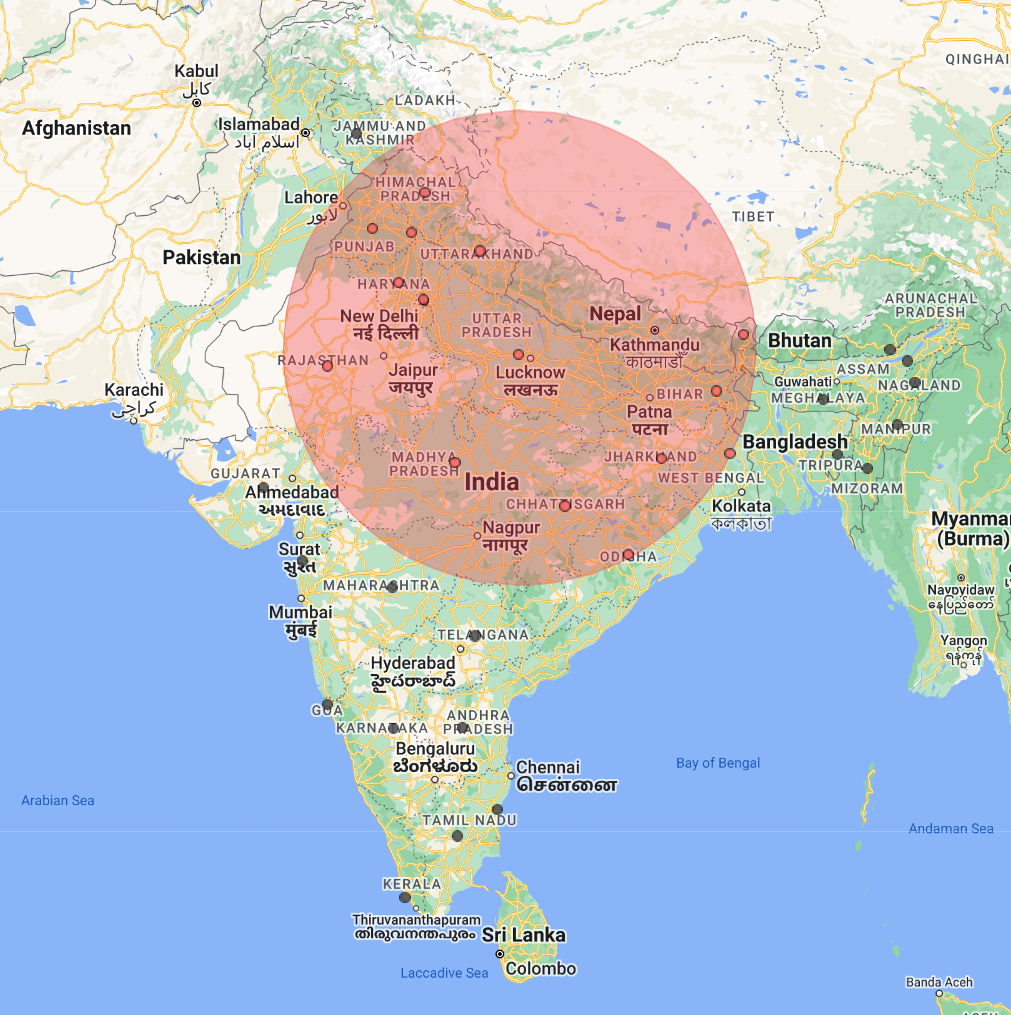 QINGHAI
Kabul
کابل
LADAKH
Afghanistan
Islamabad
اسلام آباد
JAMMU AND
KASHMIR
HIMACHAL
PRADESH
Lahore
لاہور
TIBET
PUNJAB
UTTARAKHAND
Pakistan
HARYANA
ARUNACHAL
PRADESH
New Delhi
नई दिल्ली
UTTAR
PRADESH
Nepal
Kathmandu
काठमाडौँ
Bhutan
RAJASTHAN
Jaipur
जयपुर
Lucknow
लखनऊ
ASSAM
Guwahati
NAGALAND
Karachi
کراچی
BIHAR
MEGHALAYA
Patna
पटना
MANIPUR
Bangladesh
MADHYA
PRADESH
JHARKHAND
TRIPURA
GUJARAT
India
WEST BENGAL
MIZORAM
Ahmedabad
અમદાવાદ
CHHATTISGARH
Kolkata
কলকাতা
Nagpur
नागपूर
Myanmar
(Burma)
Surat
સુરત
ODISHA
MAHARASHTRA
Naypyidaw
နေပြည်တော်
Mumbai
मुंबई
TELANGANA
Yangon
ရန်ကုန်
Hyderabad
హైదరాబాద్
GOA
KARNATAKA
ANDHRA
PRADESH
Bengaluru
ಬೆಂಗಳೂರು
Chennai
சென்னை
Bay of Bengal
Arabian Sea
TAMIL NADU
Andaman Sea
KERALA
Thiruvananthapuram
തിരുവനന്തപുരം
Sri Lanka
Colombo
Laccadive Sea
Banda Aceh
ACEH